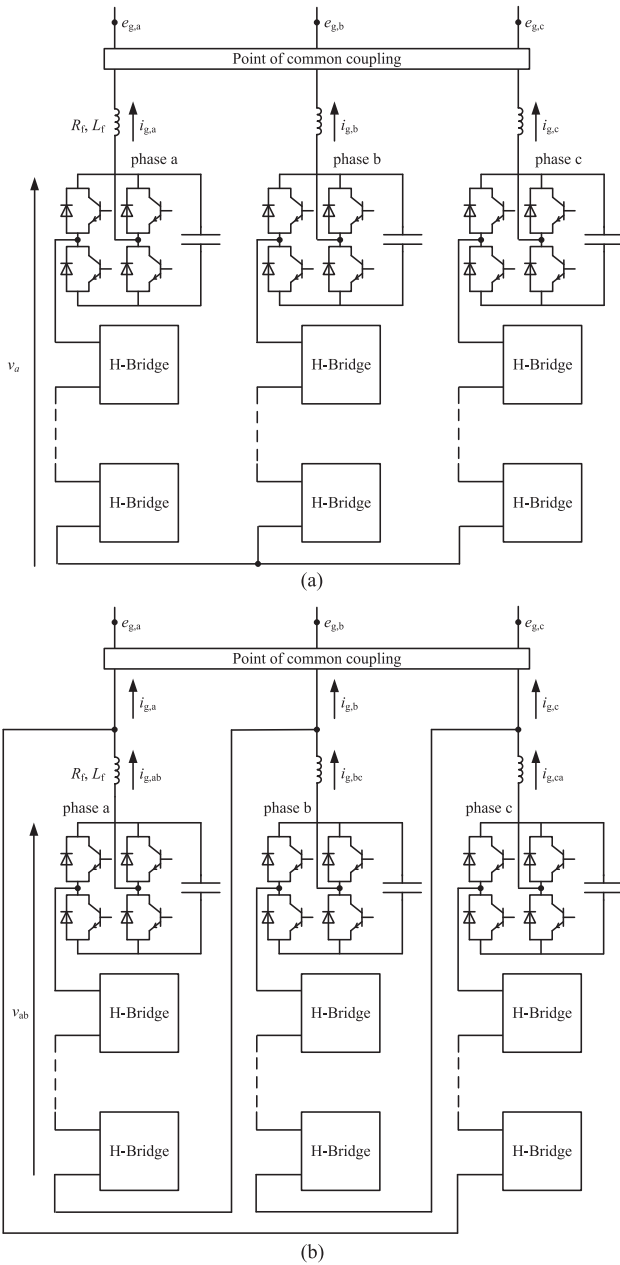 e_g,a e_g,b e_g,c
Point of common coupling
R_f, L_f i_g,a i_g,b i_g,c
phase a phase b phase c
v_a
H-Bridge H-Bridge H-Bridge
H-Bridge H-Bridge H-Bridge
(a)
e_g,a e_g,b e_g,c
Point of common coupling
i_g,a i_g,b i_g,c
R_f, L_f i_g,ab i_g,bc i_g,ca
phase a phase b phase c
v_ab
H-Bridge H-Bridge H-Bridge
H-Bridge H-Bridge H-Bridge
(b)